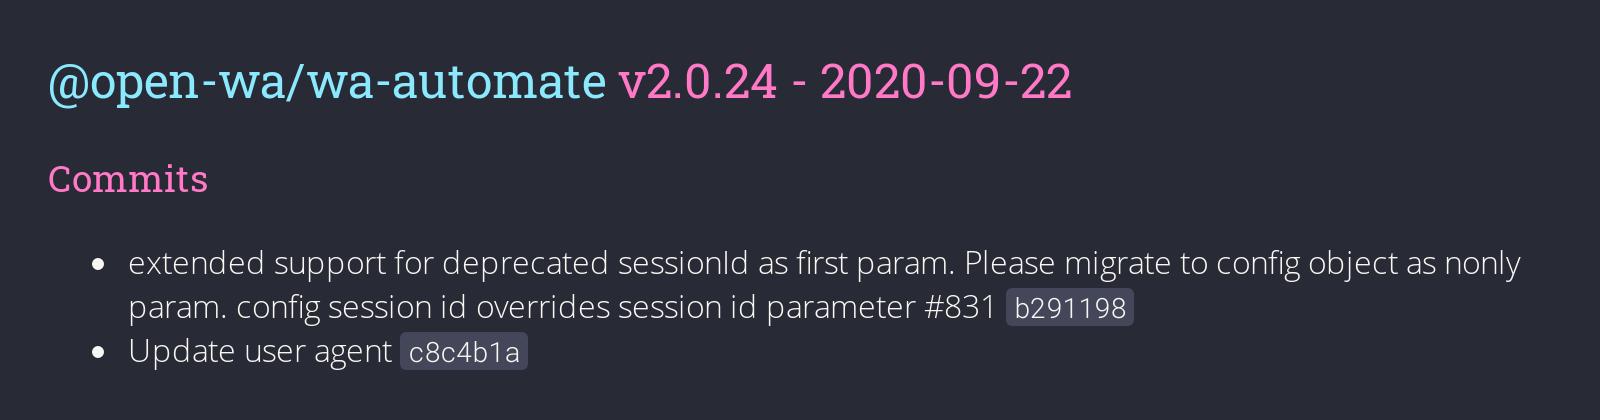 @open-wa/wa-automate v2.0.24 - 2020-09-22
Commits
extended support for deprecated sessionId as first param. Please migrate to config object as nonly
param. config session id overrides session id parameter #831 b291198
Update user agent c8c4b1a